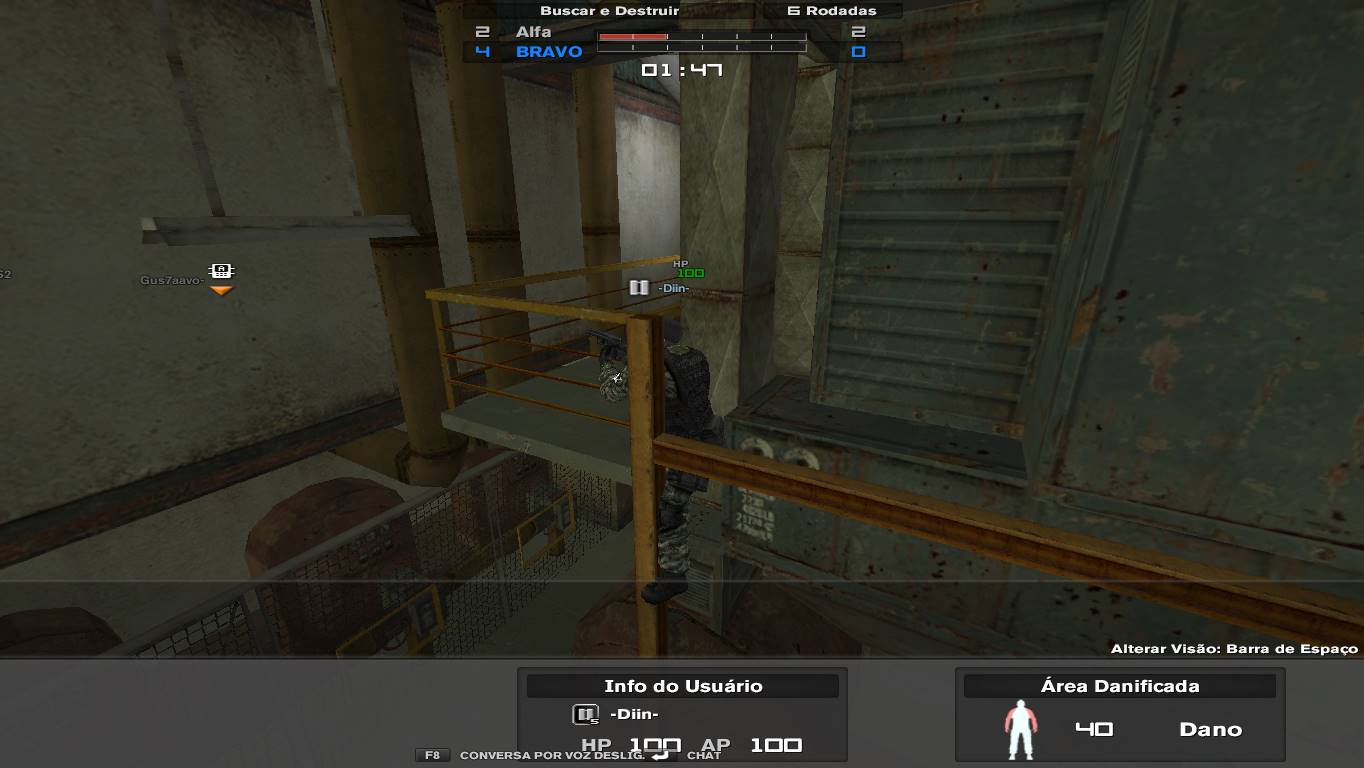 Buscar e Destruir 6 Rodadas
2 Alfa 2
4 BRAVO 0
01:47
HP
100
-Diin-
S2
Gus7aavo-
Alterar Visão: Barra de Espaço
Info do Usuário
5 -Diin-
HP 100 AP 100
Área Danificada
40 Dano
F8 CONVERSA POR VOZ DESLIG. CHAT